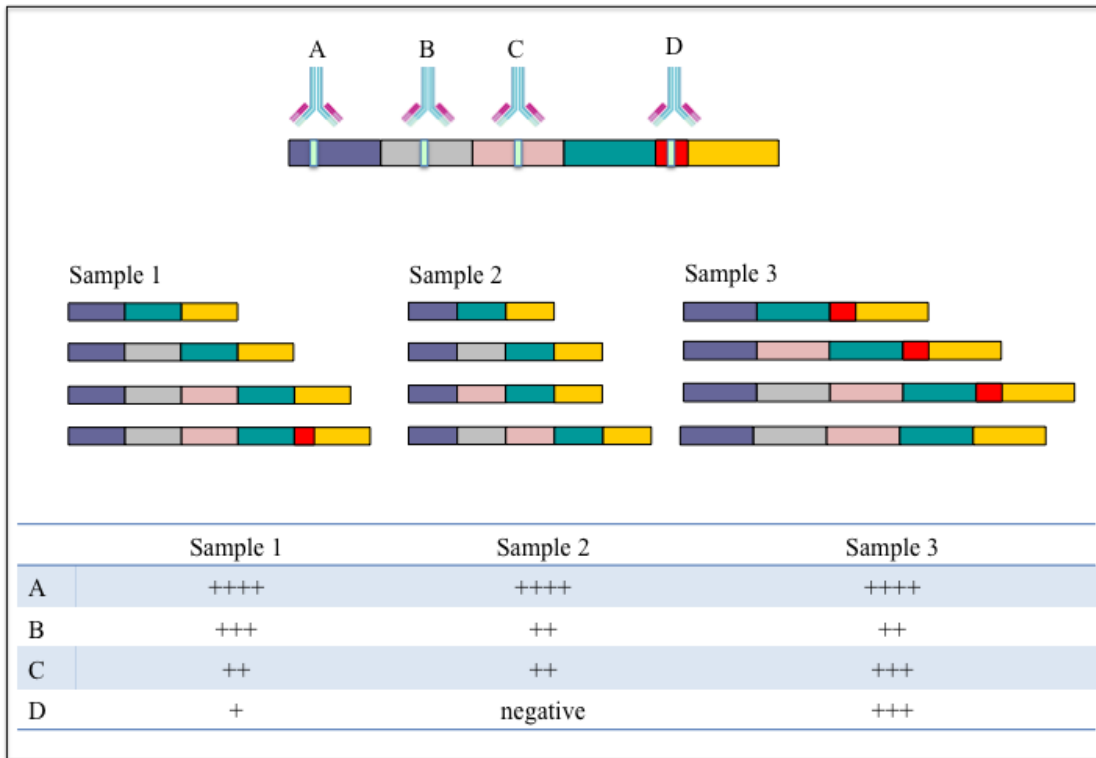 A B C D
Sample 1 Sample 2 Sample 3
Sample 1 Sample 2 Sample 3
A ++++ ++++ ++++
B +++ ++ ++
C ++ ++ +++
D + negative +++